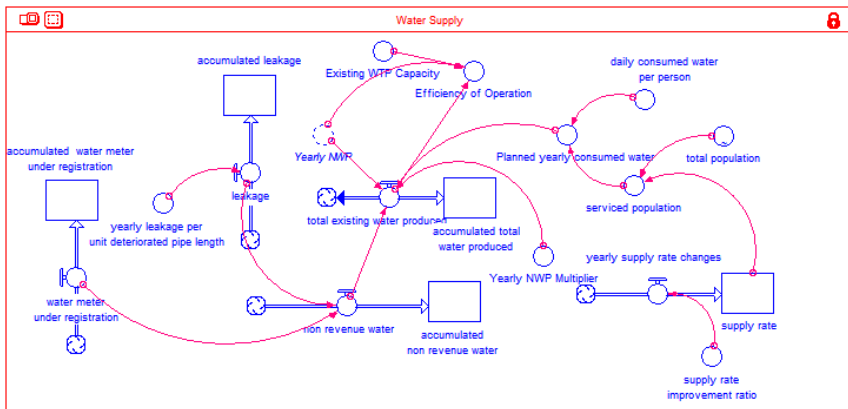 Water Supply
accumulated leakage
Existing WTP Capacity
Efficiency of Operation
daily consumed water
per person
accumulated water meter
under registration
Yearly NWP
Planned yearly consumed water
total population
leakage
yearly leakage per
unit deteriorated pipe length
total existing water produced
serviced population
accumulated total
water produced
Yearly NWP Multiplier
yearly supply rate changes
water meter
under registration
non revenue water
accumulated
non revenue water
supply rate
supply rate
improvement ratio